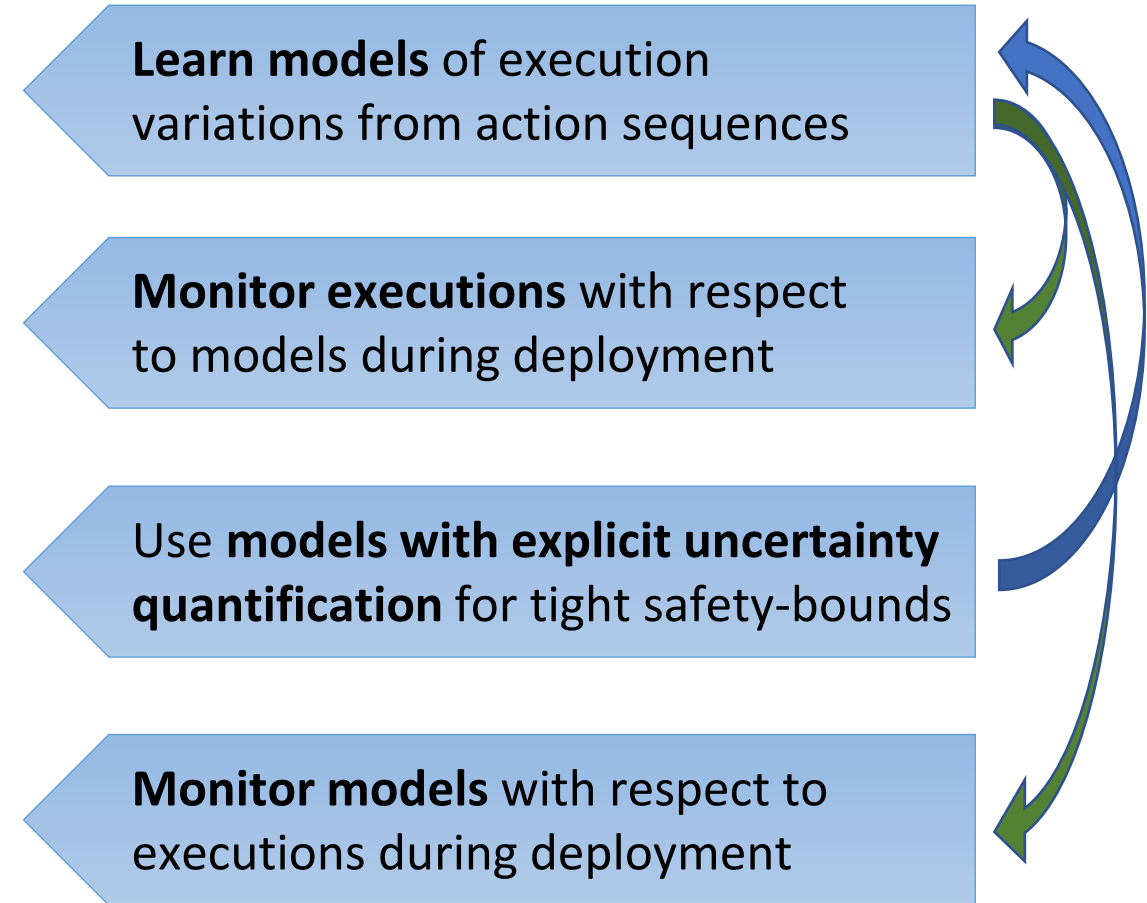 Learn models of execution
variations from action sequences
Monitor executions with respect
to models during deployment
Use models with explicit uncertainty
quantification for tight safety-bounds
Monitor models with respect to
executions during deployment